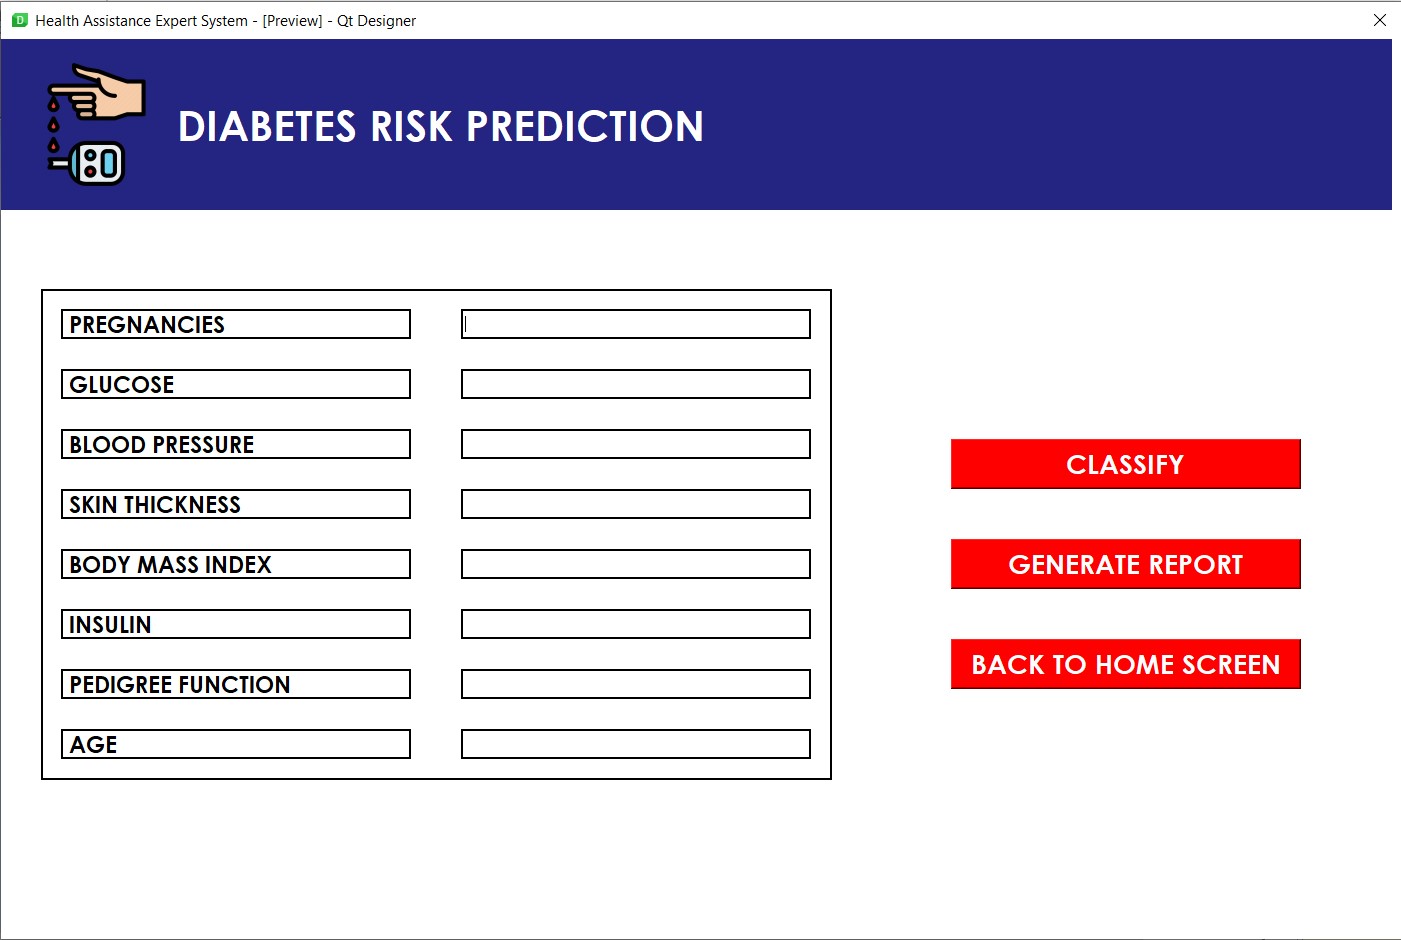 Health Assistance Expert System - [Preview] - Qt Designer
DIABETES RISK PREDICTION
PREGNANCIES
GLUCOSE
BLOOD PRESSURE
SKIN THICKNESS
BODY MASS INDEX
INSULIN
PEDIGREE FUNCTION
AGE
CLASSIFY
GENERATE REPORT
BACK TO HOME SCREEN